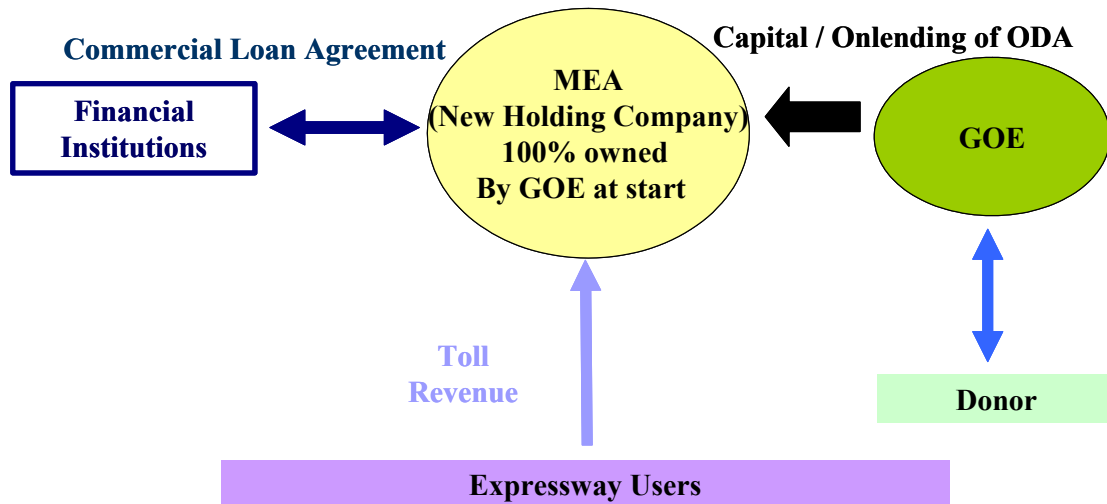 Commercial Loan Agreement
Capital / Onlending of ODA
Financial
Institutions
MEA
(New Holding Company)
100% owned
By GOE at start
GOE
Toll
Revenue
Donor
Expressway Users